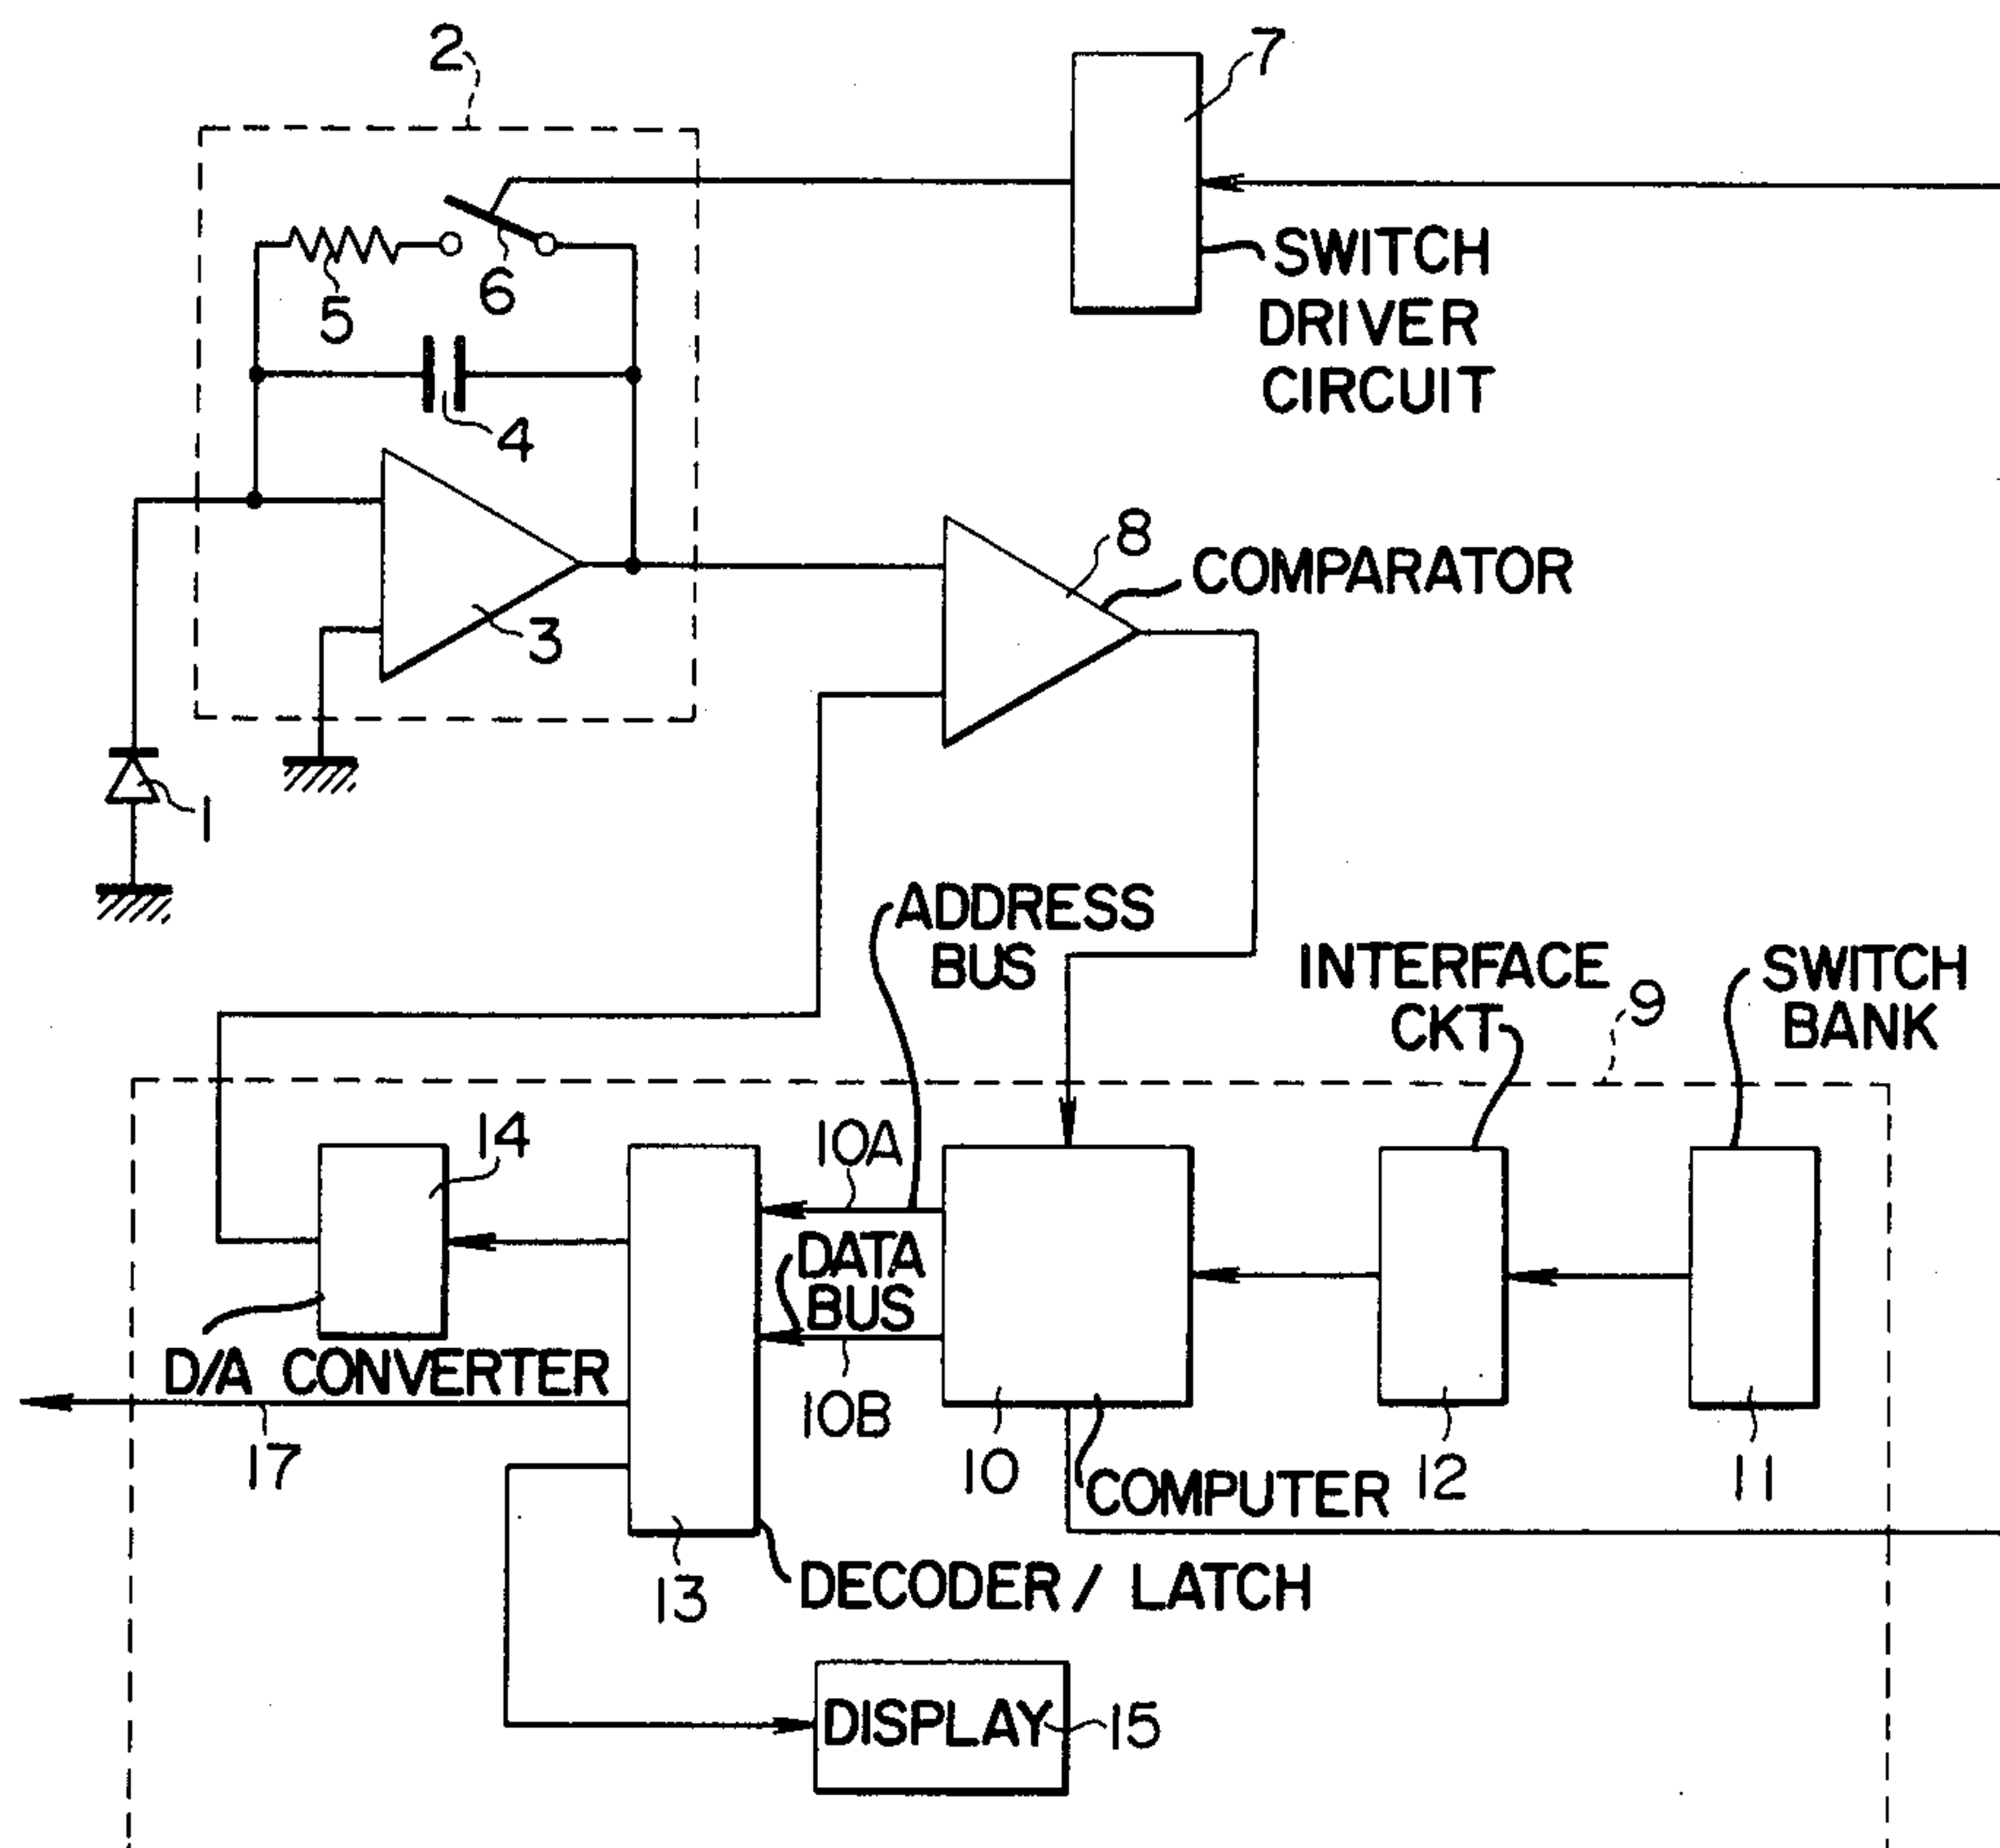 2
7
6
5
SWITCH
DRIVER
CIRCUIT
4
8
COMPARATOR
3
1
ADDRESS
BUS
INTERFACE
CKT
9
SWITCH
BANK
14
10A
DATA
BUS
D/A CONVERTER
10B
17
10
COMPUTER
12
11
13
DECODER / LATCH
DISPLAY
15